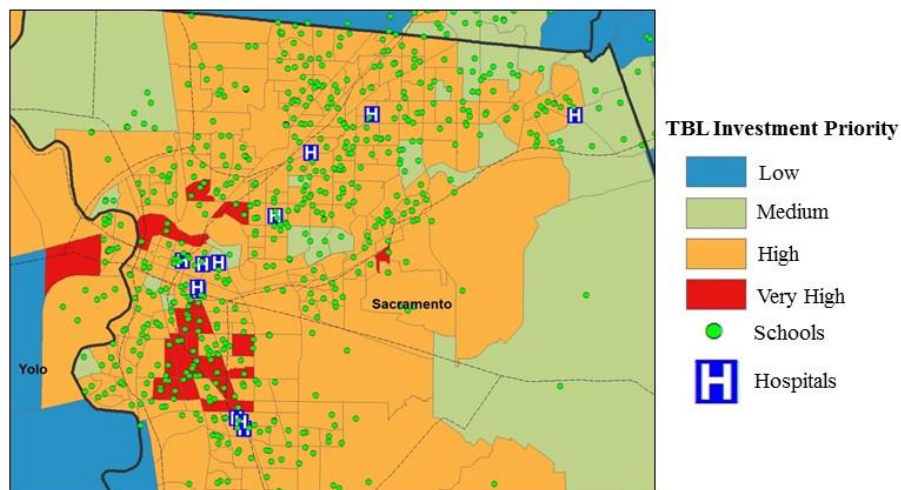 TBL Investment Priority
Low
Medium
High
Very High
Schools
H Hospitals
Sacramento
Yolo
H
H
H
H
H
H
H
H
H
H
H